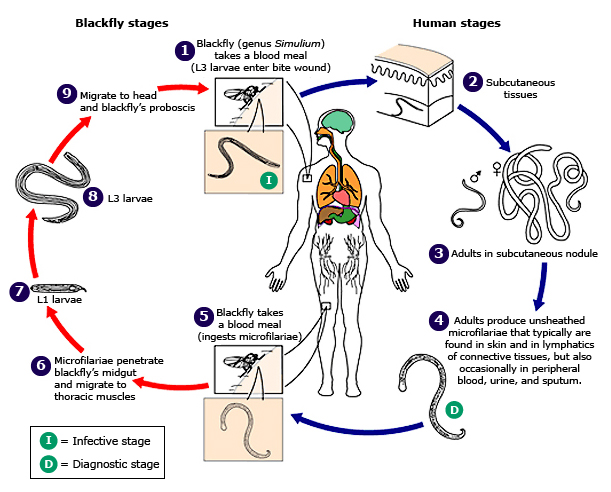 Blackfly stages
Human stages
1
Blackfly (genus Simulium)
takes a blood meal
(L3 larvae enter bite wound)
2
Subcutaneous
tissues
I
♂
♀
3
Adults in subcutaneous nodule
4
Adults produce unsheathed
microfilariae that typically are
found in skin and in lymphatics
of connective tissues, but also
occasionally in peripheral
blood, urine, and sputum.
D
5
Blackfly takes
a blood meal
(ingests microfilariae)
6
Microfilariae penetrate
blackfly's midgut
and migrate to
thoracic muscles
7
L1 larvae
8
L3 larvae
9
Migrate to head
and blackfly's proboscis
I = Infective stage
D = Diagnostic stage